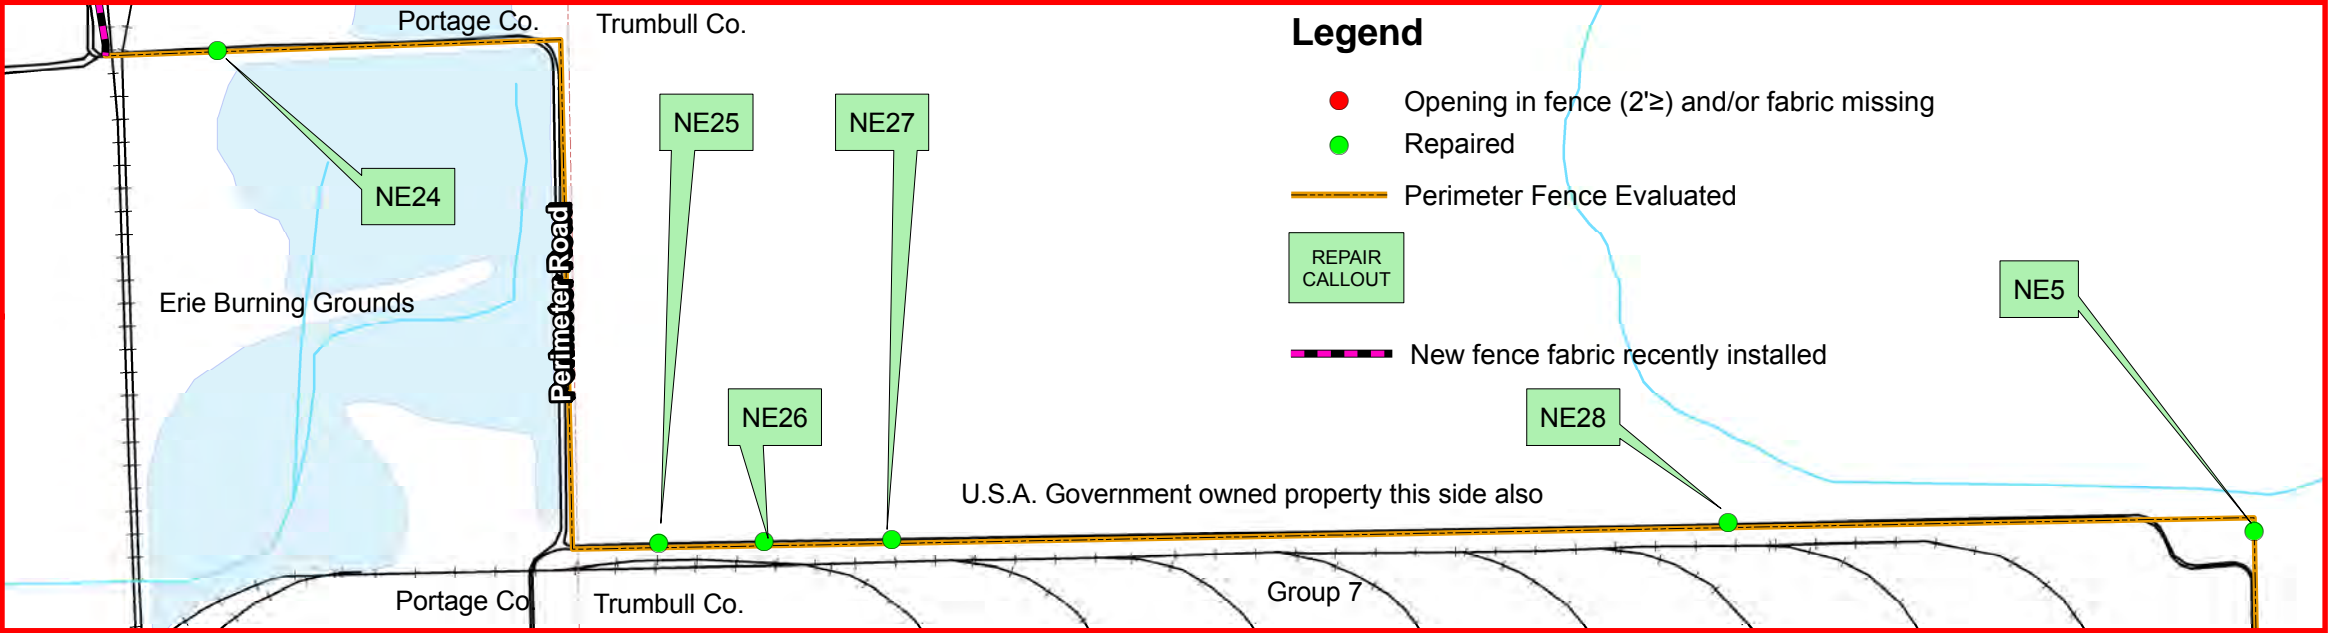 Portage Co.
Trumbull Co.
Legend
Opening in fence (2'≥) and/or fabric missing
Repaired
Perimeter Fence Evaluated
REPAIR
CALLOUT
New fence fabric recently installed
NE24
NE25
NE27
NE5
Erie Burning Grounds
Perimeter Road
NE26
NE28
U.S.A. Government owned property this side also
Portage Co.
Trumbull Co.
Group 7